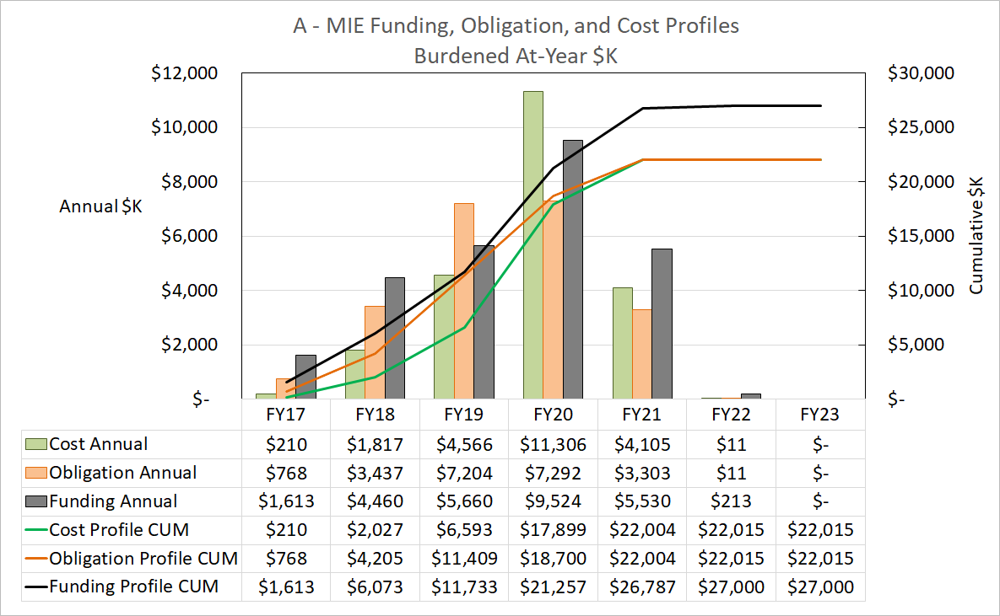 A - MIE Funding, Obligation, and Cost Profiles
Burdened At-Year $K
$12,000
$10,000
$8,000
$6,000
$4,000
$2,000
$-
Annual $K
$30,000
$25,000
$20,000
$15,000
$10,000
$5,000
$-
Cumulative $K
FY17 FY18 FY19 FY20 FY21 FY22 FY23
Cost Annual $210 $1,817 $4,566 $11,306 $4,105 $11 $-
Obligation Annual $768 $3,437 $7,204 $7,292 $3,303 $11 $-
Funding Annual $1,613 $4,460 $5,660 $9,524 $5,530 $213 $-
Cost Profile CUM $210 $2,027 $6,593 $17,899 $22,004 $22,015 $22,015
Obligation Profile CUM $768 $4,205 $11,409 $18,700 $22,004 $22,015 $22,015
Funding Profile CUM $1,613 $6,073 $11,733 $21,257 $26,787 $27,000 $27,000